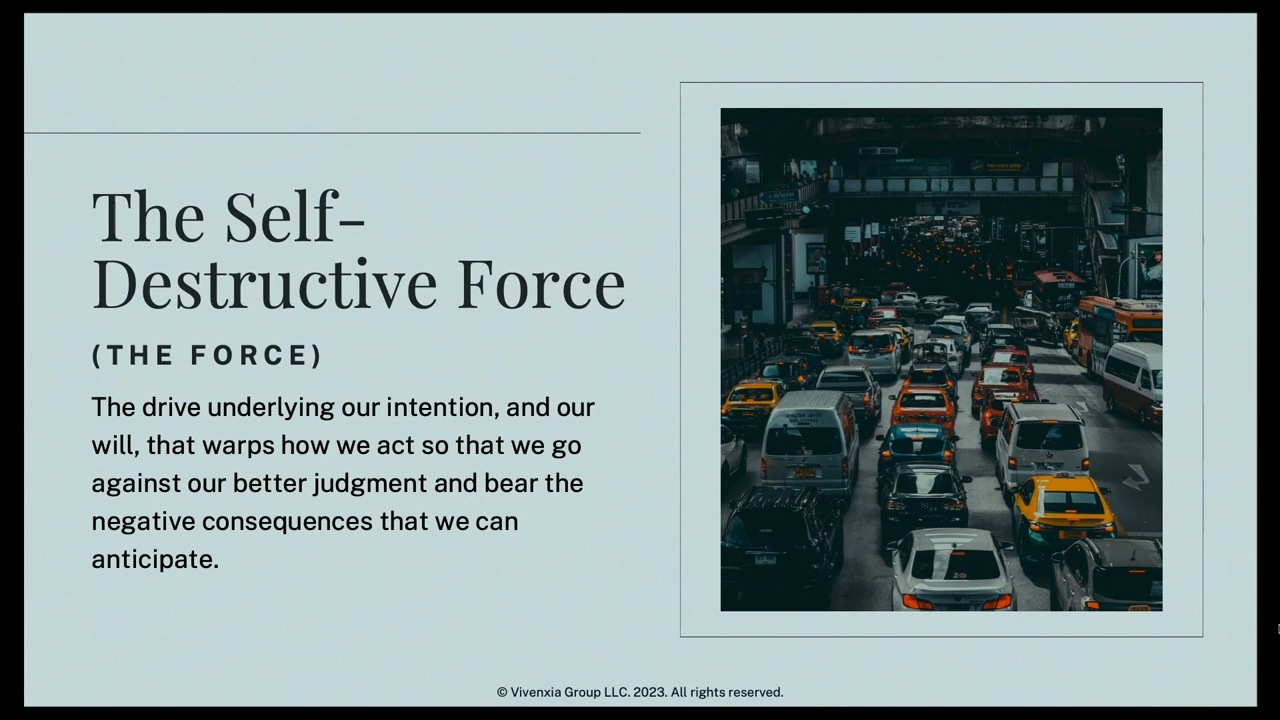 The Self-
Destructive Force
(THE FORCE)
The drive underlying our intention, and our
will, that warps how we act so that we go
against our better judgment and bear the
negative consequences that we can
anticipate.
© Vivenxia Group LLC. 2023. All rights reserved.